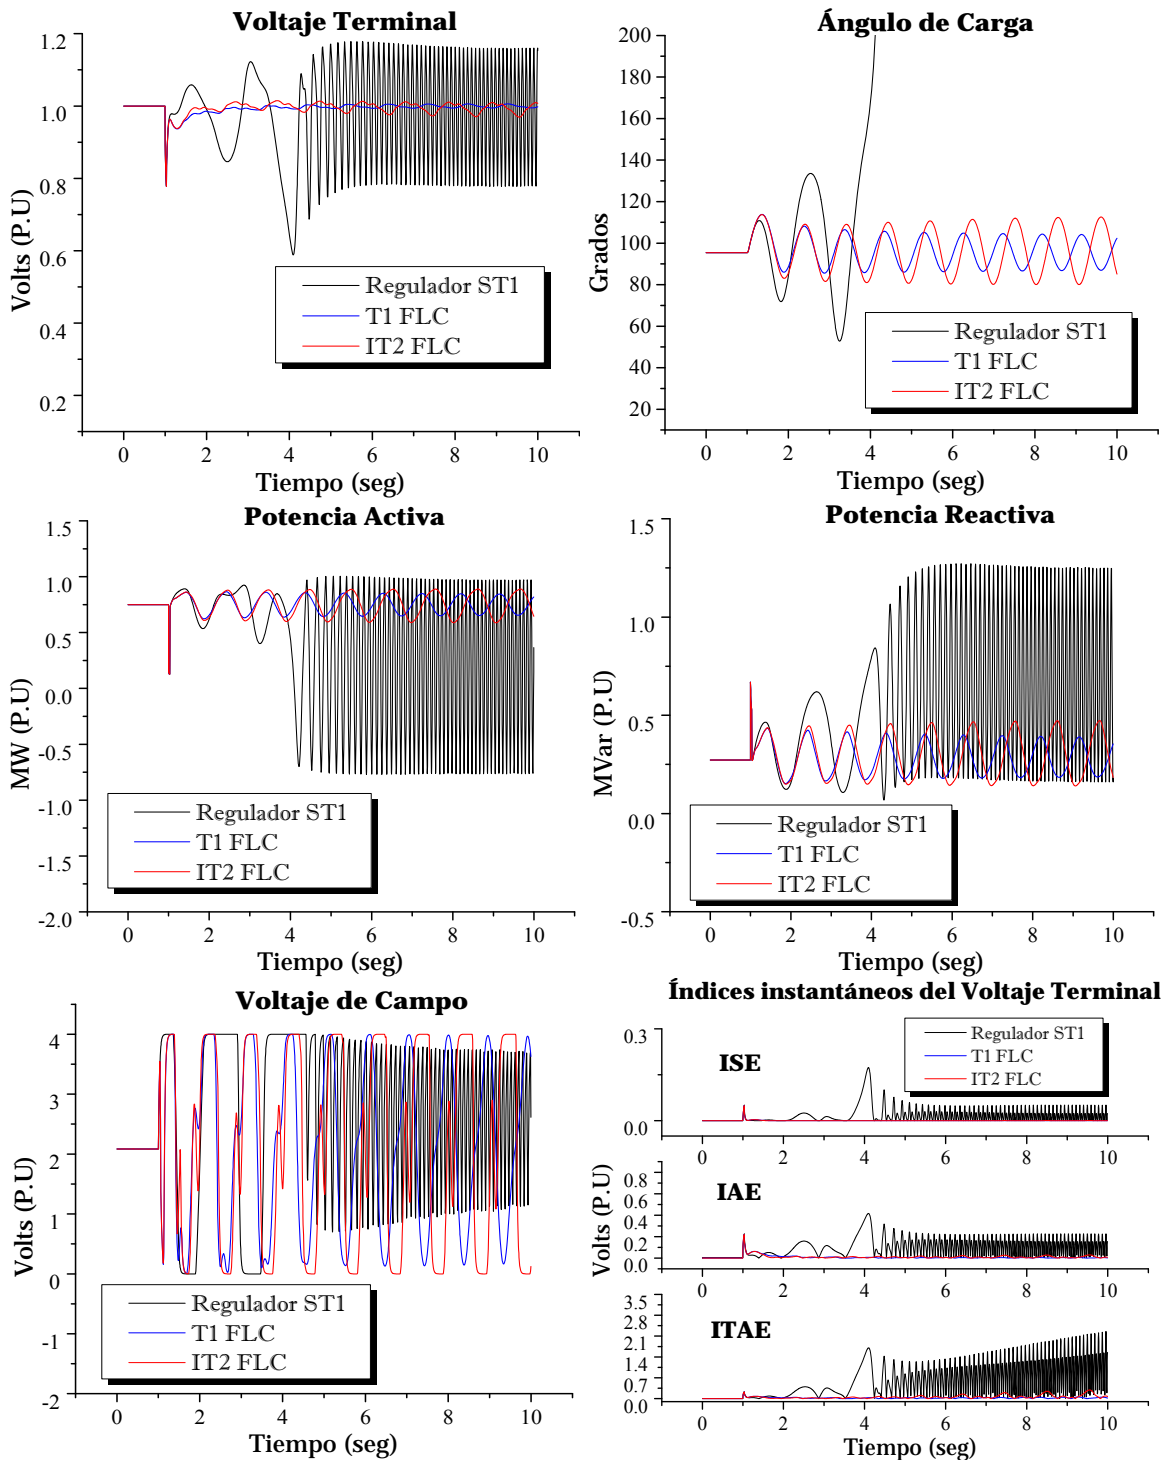 Voltaje Terminal
1.2
1.0
0.8
0.6
0.4
0.2
Volts (P.U)
Regulador ST1
T1 FLC
IT2 FLC
0 2 4 6 8 10
Tiempo (seg)
Ángulo de Carga
200
180
160
140
120
100
80
60
40
20
Grados
Regulador ST1
T1 FLC
IT2 FLC
0 2 4 6 8 10
Tiempo (seg)
Potencia Activa
1.5
1.0
0.5
0.0
-0.5
-1.0
-1.5
-2.0
MW (P.U)
Regulador ST1
T1 FLC
IT2 FLC
0 2 4 6 8 10
Tiempo (seg)
Potencia Reactiva
1.5
1.0
0.5
0.0
-0.5
MVar (P.U)
Regulador ST1
T1 FLC
IT2 FLC
0 2 4 6 8 10
Tiempo (seg)
Voltaje de Campo
4
3
2
1
0
-1
-2
Volts (P.U)
Regulador ST1
T1 FLC
IT2 FLC
0 2 4 6 8 10
Tiempo (seg)
Índices instantáneos del Voltaje Terminal
Regulador ST1
T1 FLC
IT2 FLC
0.3
0.0
ISE
0 2 4 6 8 10
0.8
0.6
0.4
0.2
0.0
IAE
Volts (P.U)
0 2 4 6 8 10
3.5
2.8
2.1
1.4
0.7
0.0
ITAE
0 2 4 6 8 10
Tiempo (seg)